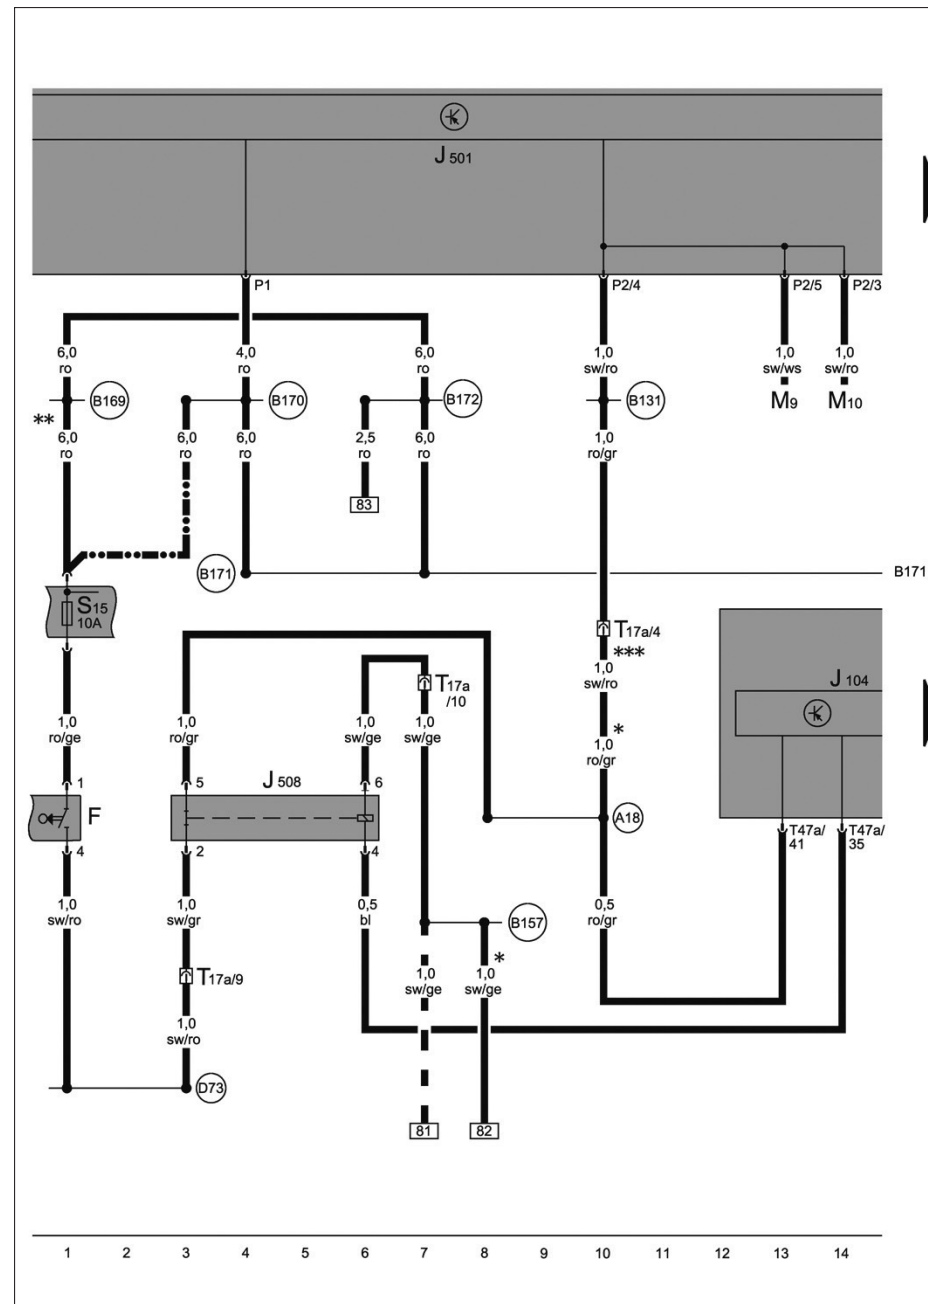 J 501
P1
P2/4
P2/5
P2/3
6,0
ro
4,0
ro
6,0
ro
1,0
sw/ro
1,0
sw/ws
1,0
sw/ro
B169
B170
B172
B131
M9
M10
**
6,0
ro
6,0
ro
6,0
ro
2,5
ro
6,0
ro
1,0
ro/gr
83
B171
B171
S15
10A
T17a/4
***
T17a
/10
1,0
sw/ro
J 104
1,0
ro/ge
1,0
ro/gr
1,0
sw/ge
1,0
sw/ge
*
1,0
ro/gr
1
5
J 508
6
F
A18
4
2
4
T47a/
41
T47a/
35
1,0
sw/ro
1,0
sw/gr
0,5
bl
B157
0,5
ro/gr
T17a/9
1,0
sw/ge
*
1,0
sw/ge
1,0
sw/ro
D73
81
82
1 2 3 4 5 6 7 8 9 10 11 12 13 14